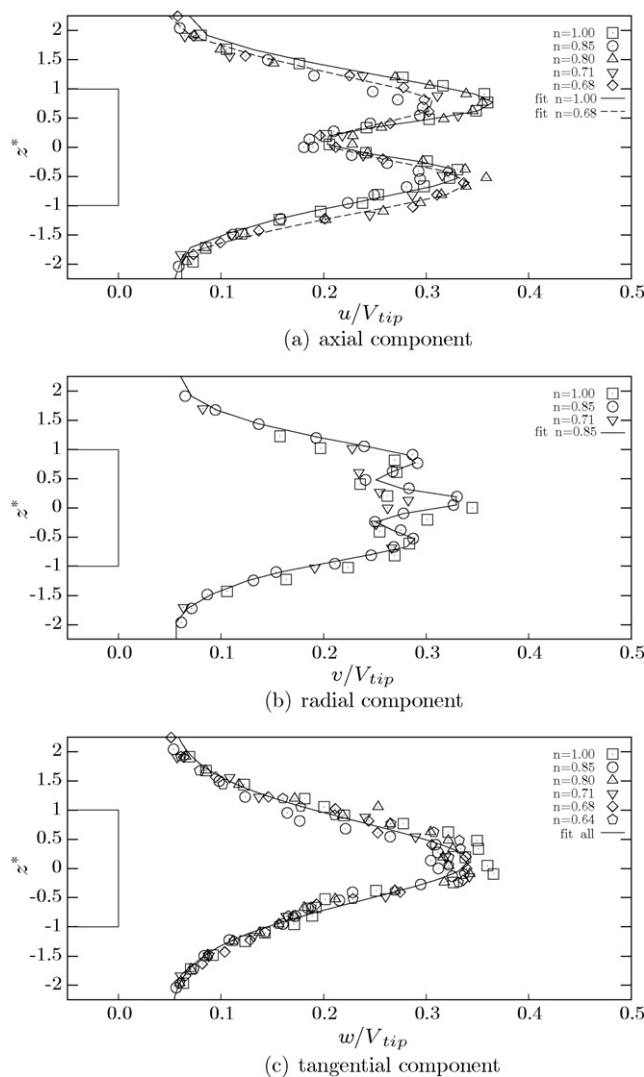 2
1.5
1
0.5
0
-0.5
-1
-1.5
-2
z*
n=1.00
n=0.85
n=0.80
n=0.71
n=0.68
fit n=1.00
fit n=0.68
0.0 0.1 0.2 0.3 0.4 0.5
u/V_tip
(a) axial component
2
1.5
1
0.5
0
-0.5
-1
-1.5
-2
z*
n=1.00
n=0.85
n=0.71
fit n=0.85
0.0 0.1 0.2 0.3 0.4 0.5
v/V_tip
(b) radial component
2
1.5
1
0.5
0
-0.5
-1
-1.5
-2
z*
n=1.00
n=0.85
n=0.80
n=0.71
n=0.68
n=0.64
fit all
0.0 0.1 0.2 0.3 0.4 0.5
w/V_tip
(c) tangential component